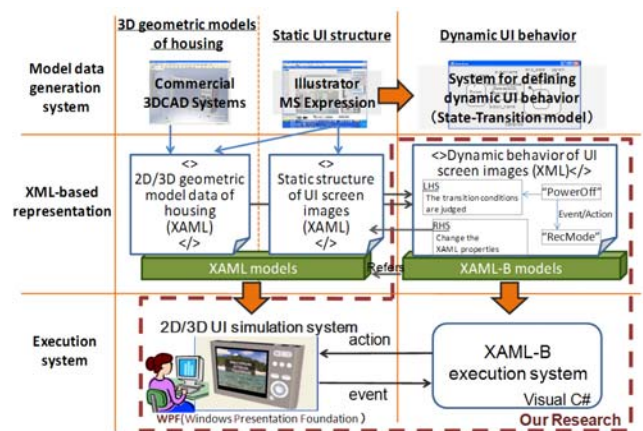 3D geometric models
of housing
Static UI structure
Dynamic UI behavior
Model data
generation
system
Commercial
3DCAD Systems
Illustrator
MS Expression
System for defining
dynamic UI behavior
(State-Transition model)
XML-based
representation
<>
2D/3D geometric
model data of
housing
(XAML)
</>
<>
Static structure
of UI screen
images
(XAML)
</>
<>Dynamic behavior of UI
screen images (XML)</>
LHS
The transition conditions
are judged
"PowerOff"
Event/Action
RHS
Change the
XAML properties
"RecMode"
XAML models
Refers
XAML-B models
Execution
system
2D/3D UI simulation system
action
event
XAML-B
execution system
Visual C#
WPF(Windows Presentation Foundation)
Our Research